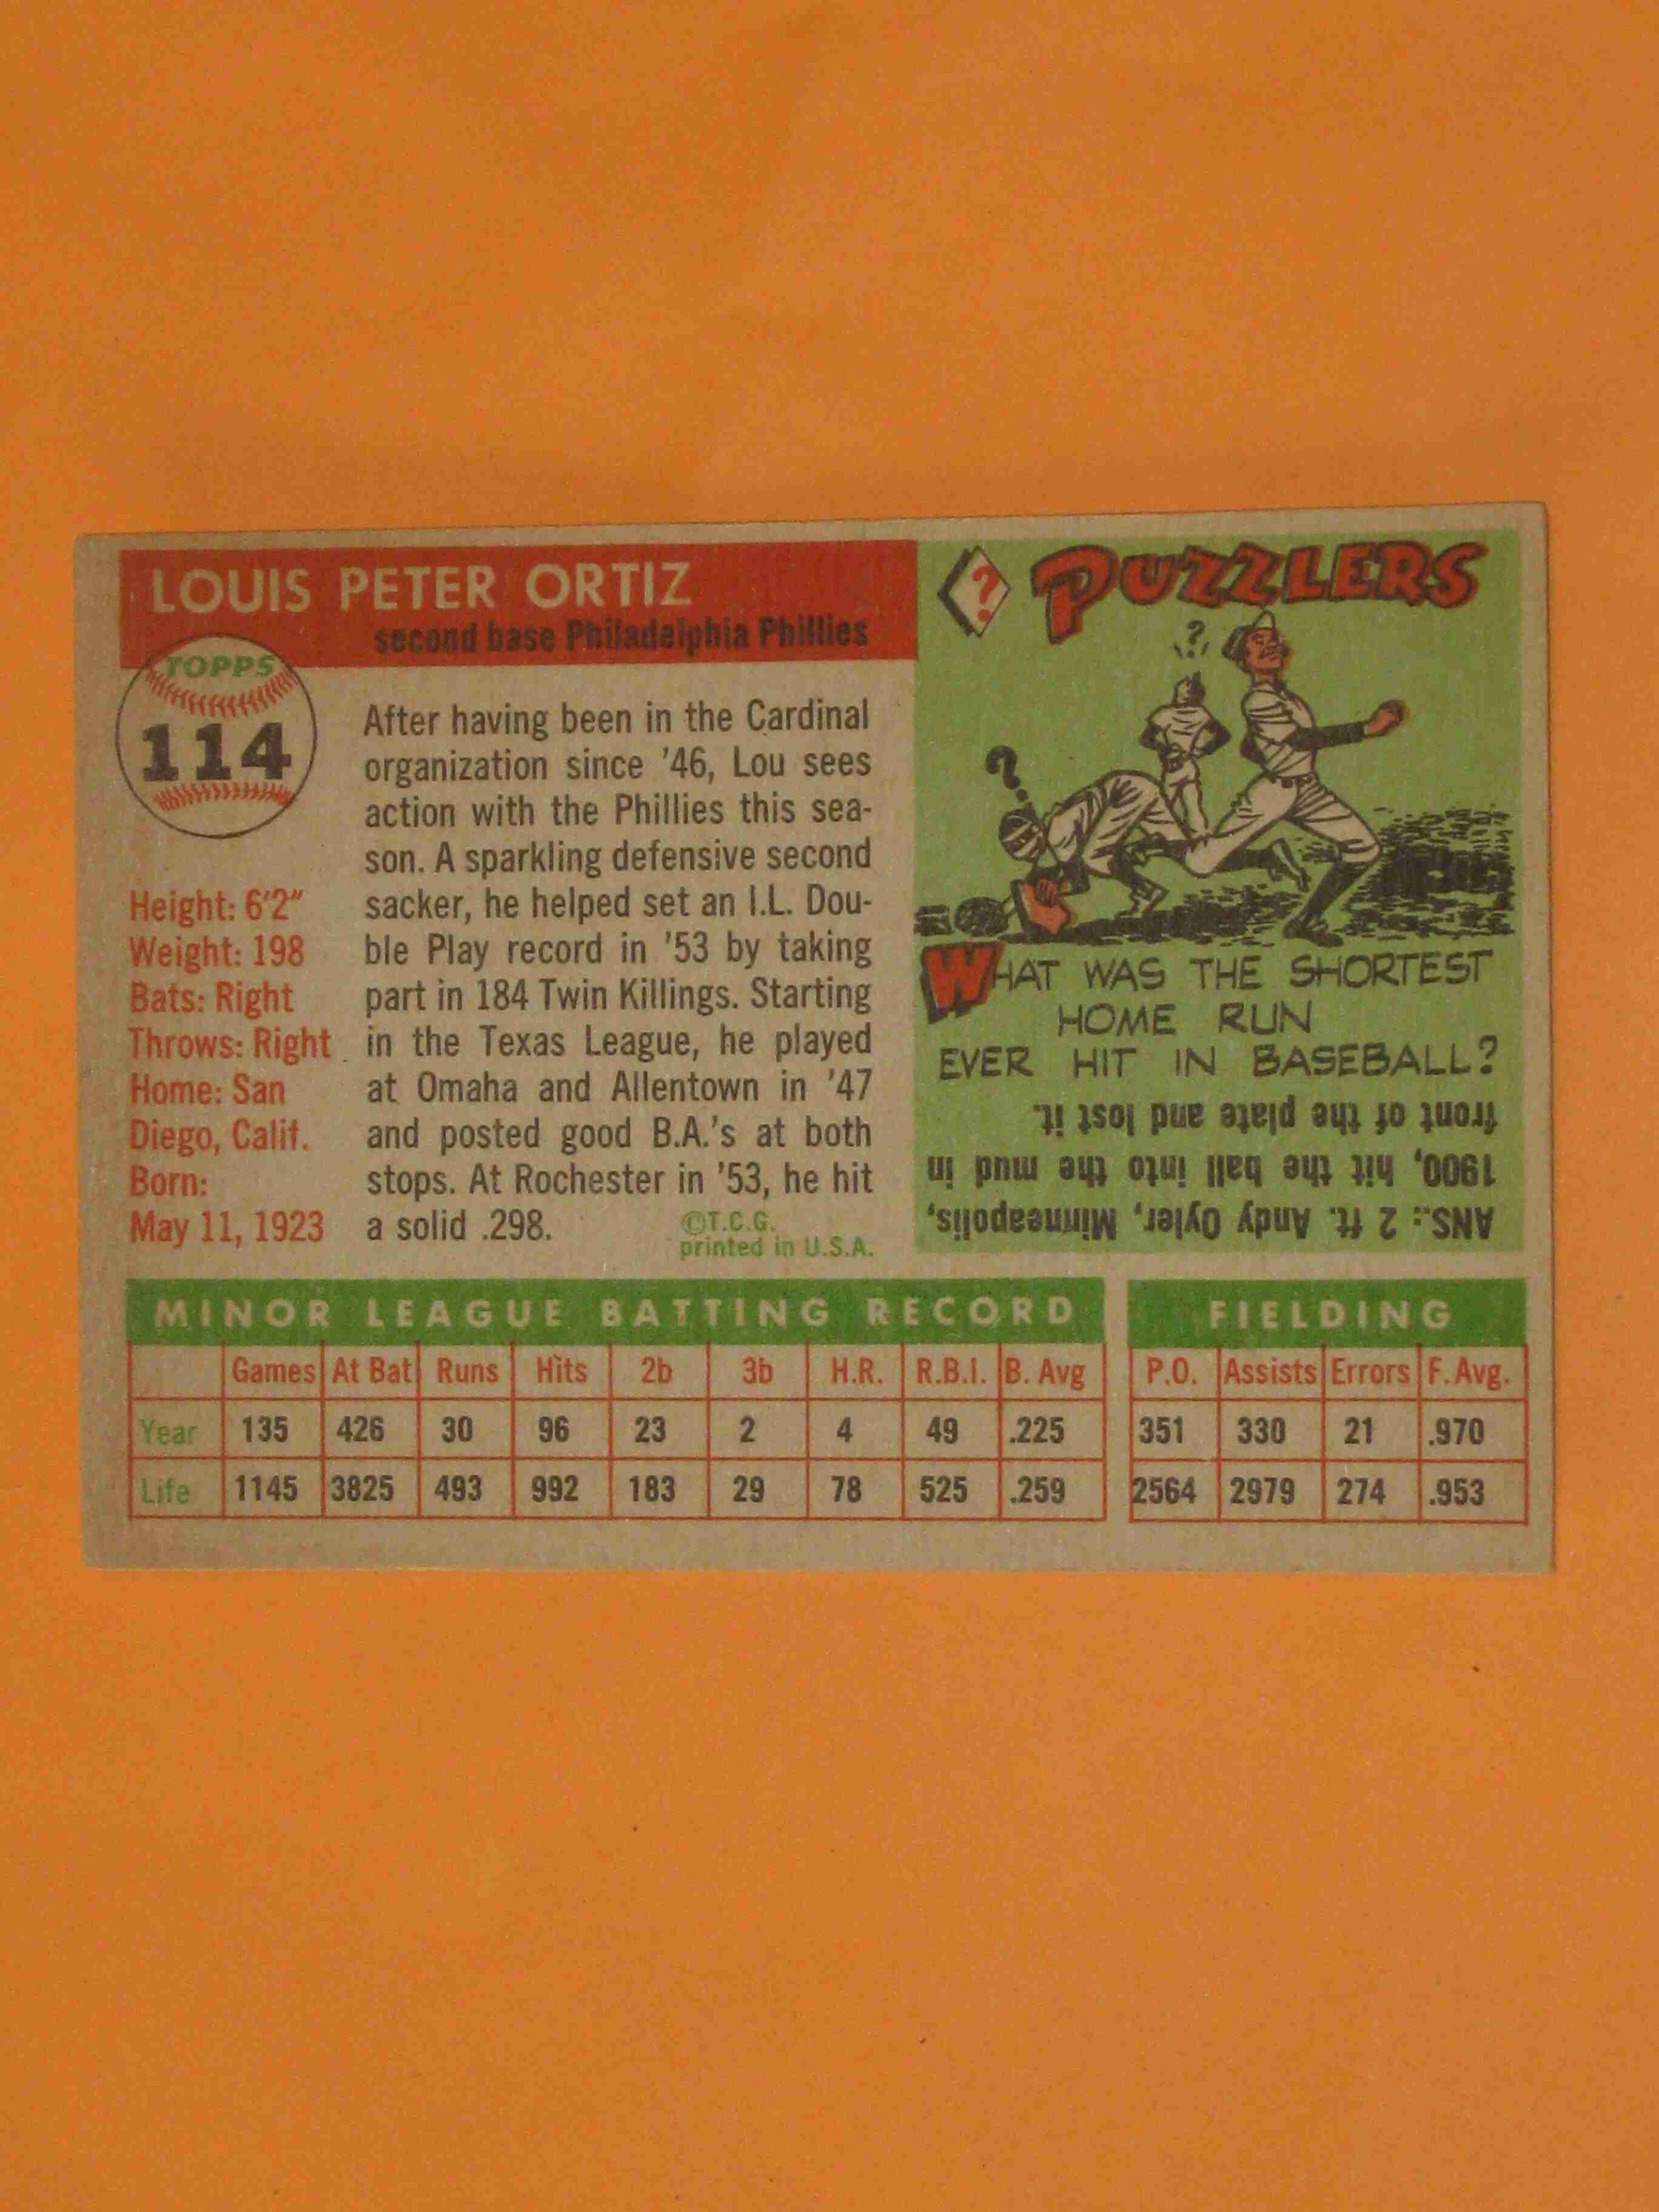 LOUIS PETER ORTIZ
second base Philadelphia Phillies
TOPPS
114
After having been in the Cardinal
organization since '46, Lou sees
action with the Phillies this sea-
son. A sparkling defensive second
sacker, he helped set an I.L. Dou-
ble Play record in '53 by taking
part in 184 Twin Killings. Starting
in the Texas League, he played
at Omaha and Allentown in '47
and posted good B.A.'s at both
stops. At Rochester in '53, he hit
a solid .298.
©T.C.G.
printed in U.S.A.
Height: 6'2"
Weight: 198
Bats: Right
Throws: Right
Home: San
Diego, Calif.
Born:
May 11, 1923
? PUZZLERS
?
?
WHAT WAS THE SHORTEST
HOME RUN
EVER HIT IN BASEBALL?
ANS.: 2 ft. Andy Oyler, Minneapolis,
1900, hit the ball into the mud in
front of the plate and lost it.
MINOR LEAGUE BATTING RECORD
Games At Bat Runs Hits 2b 3b H.R. R.B.I. B. Avg
Year 135 426 30 96 23 2 4 49 .225
Life 1145 3825 493 992 183 29 78 525 .259
FIELDING
P.O. Assists Errors F. Avg.
351 330 21 .970
2564 2979 274 .953